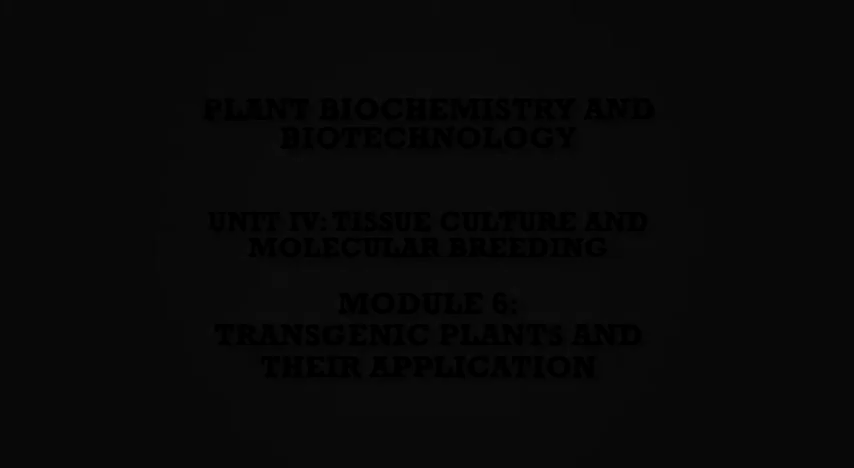 PLANT BIOCHEMISTRY AND
BIOTECHNOLOGY
UNIT IV: TISSUE CULTURE AND
MOLECULAR BREEDING
MODULE 6:
TRANSGENIC PLANTS AND
THEIR APPLICATION